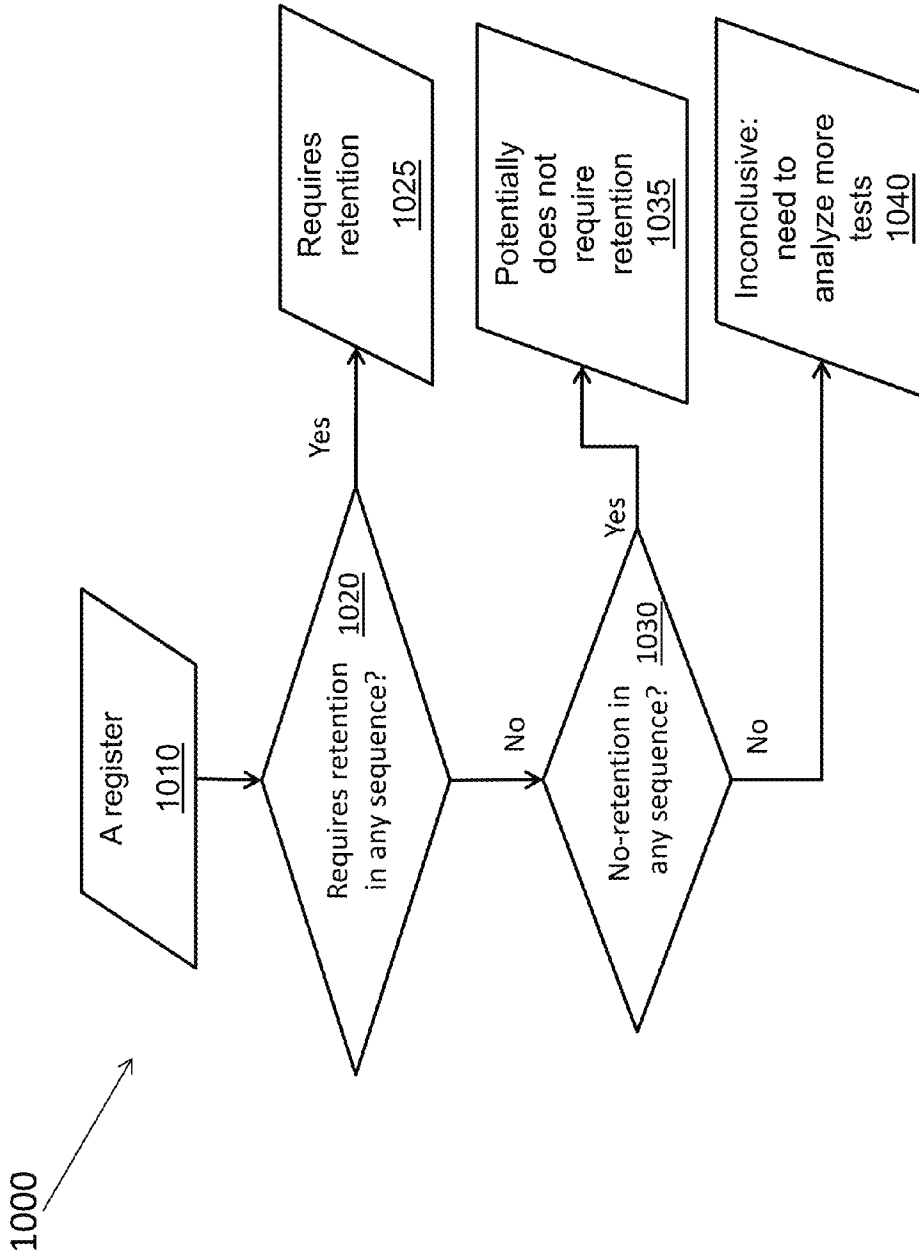 1000
A register
1010
Requires retention
in any sequence?
1020
Yes
Requires
retention
1025
No
No-retention in
any sequence?
1030
Yes
Potentially
does not
require
retention
1035
No
Inconclusive:
need to
analyze more
tests
1040